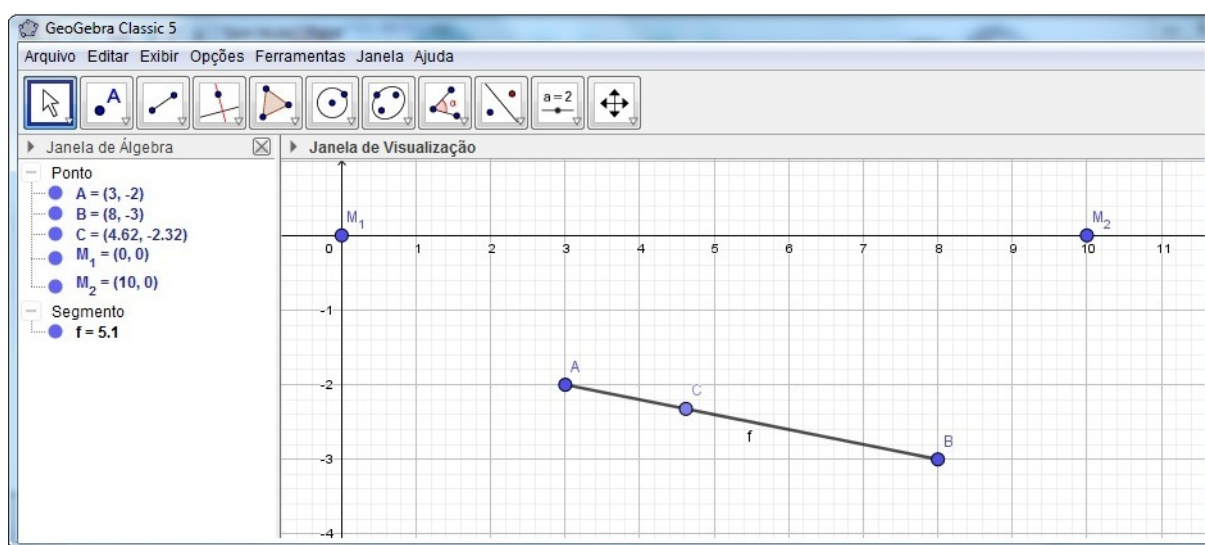 GeoGebra Classic 5
Arquivo Editar Exibir Opções Ferramentas Janela Ajuda
A
α
a = 2
Janela de Álgebra
Janela de Visualização
Ponto
A = (3, -2)
B = (8, -3)
C = (4.62, -2.32)
M1 = (0, 0)
M2 = (10, 0)
Segmento
f = 5.1
M1
M2
0 1 2 3 4 5 6 7 8 9 10 11
-1
-2
-3
-4
A
C
f
B